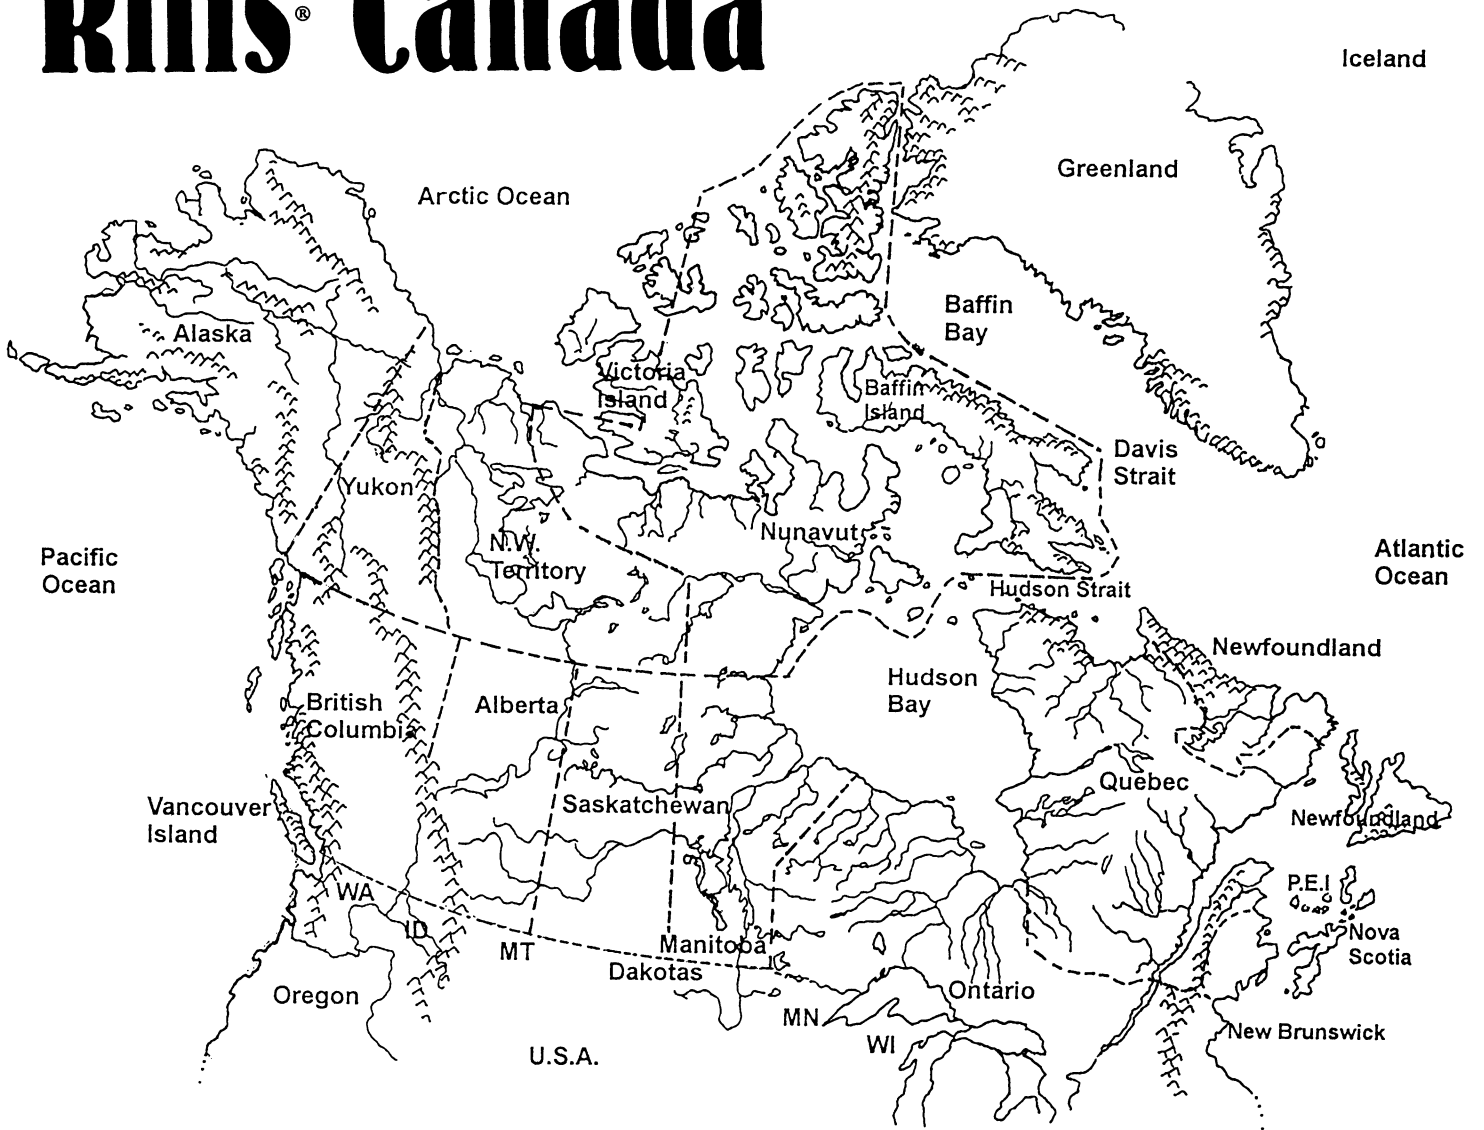 Canada
®
Iceland
Greenland
Arctic Ocean
Baffin
Bay
Alaska
Victoria
Island
Baffin
Island
Davis
Strait
Yukon
Nunavut
N.W.
Territory
Pacific
Ocean
Atlantic
Ocean
Hudson Strait
Newfoundland
Hudson
Bay
British
Columbia
Alberta
Quebec
Vancouver
Island
Saskatchewan
Newfoundland
WA
P.E.I
ID
Nova
Scotia
MT
Manitoba
Dakotas
Oregon
Ontario
MN
WI
New Brunswick
U.S.A.